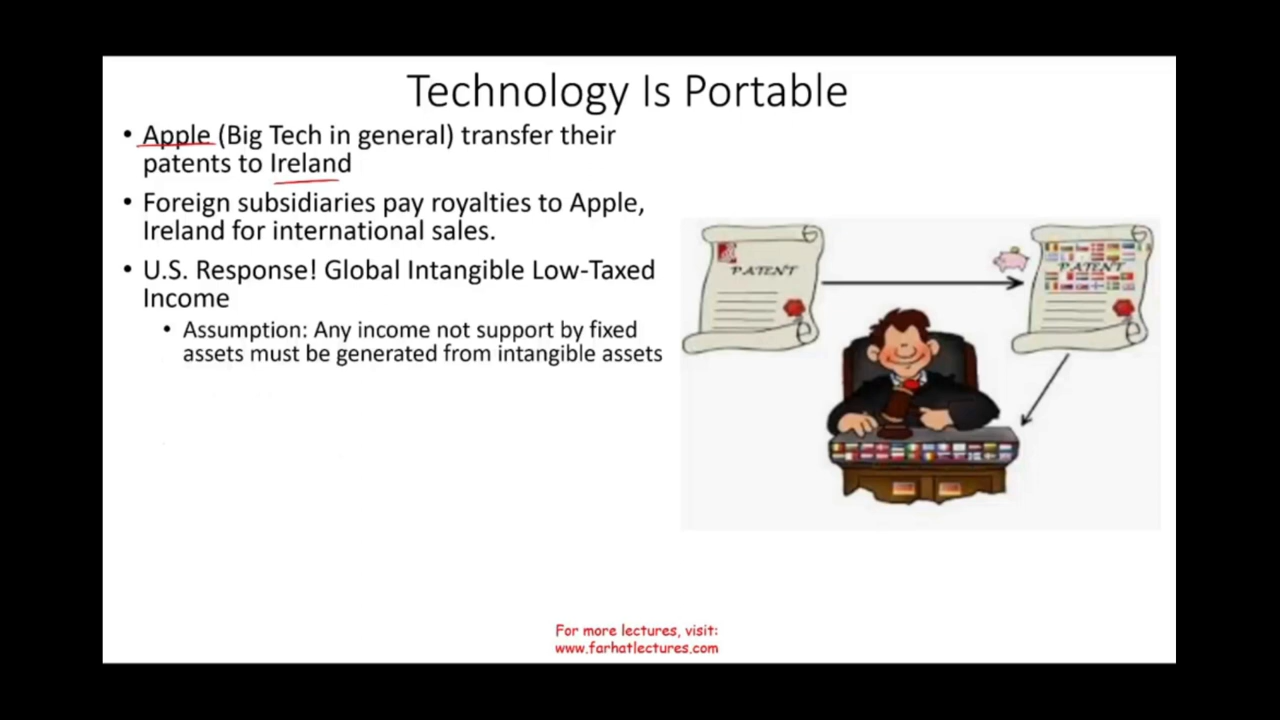 Technology Is Portable
• Apple (Big Tech in general) transfer their
patents to Ireland
• Foreign subsidiaries pay royalties to Apple,
Ireland for international sales.
• U.S. Response! Global Intangible Low-Taxed
Income
• Assumption: Any income not support by fixed
assets must be generated from intangible assets
PATENT
PATENT
For more lectures, visit:
www.farhatlectures.com